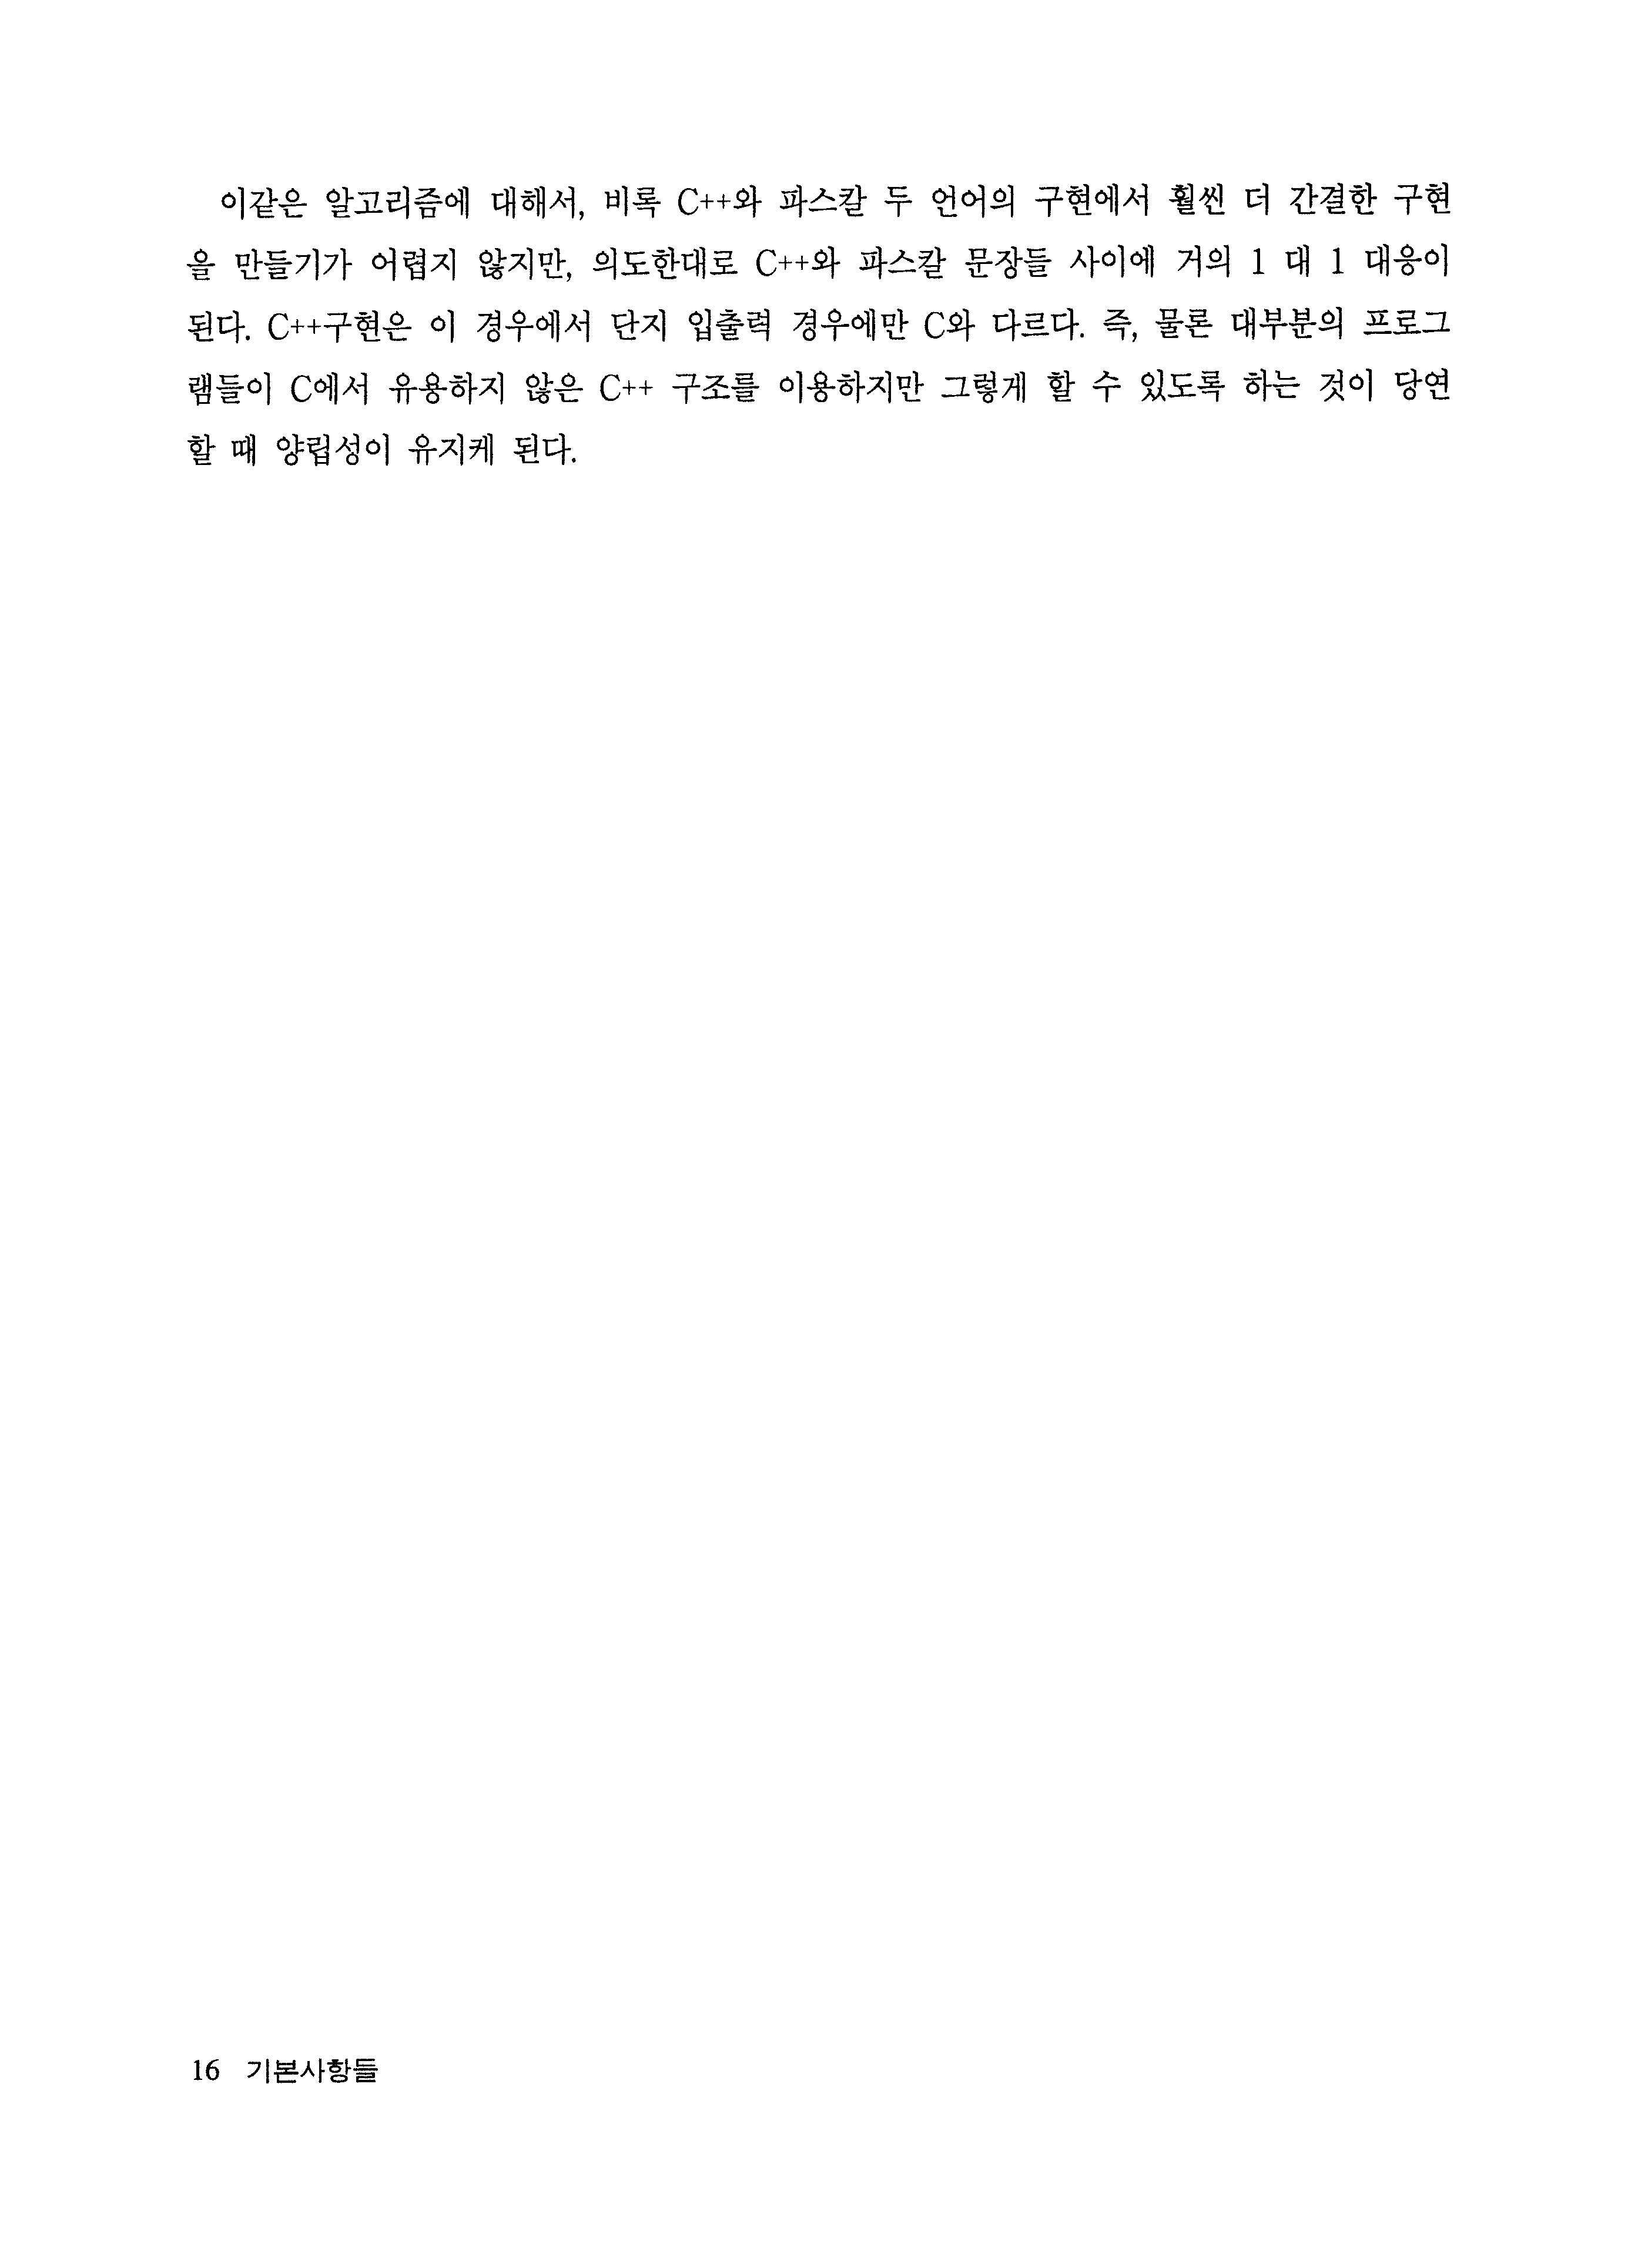 이같은 알고리즘에 대해서, 비록 C++와 파스칼 두 언어의 구현에서 훨씬 더 간결한 구현
을 만들기가 어렵지 않지만, 의도한대로 C++와 파스칼 문장들 사이에 거의 1 대 1 대응이
된다. C++구현은 이 경우에서 단지 입출력 경우에만 C와 다르다. 즉, 물론 대부분의 프로그
램들이 C에서 유용하지 않은 C++ 구조를 이용하지만 그렇게 할 수 있도록 하는 것이 당연
할 때 양립성이 유지케 된다.
16 기본사항들